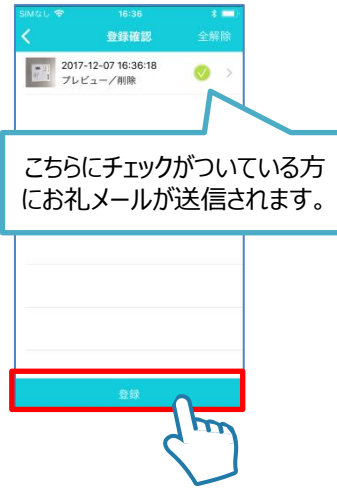 SIMなし 16:36
登録確認 全解除
2017-12-07 16:36:18
プレビュー／削除
こちらにチェックがついている方
にお礼メールが送信されます。
登録